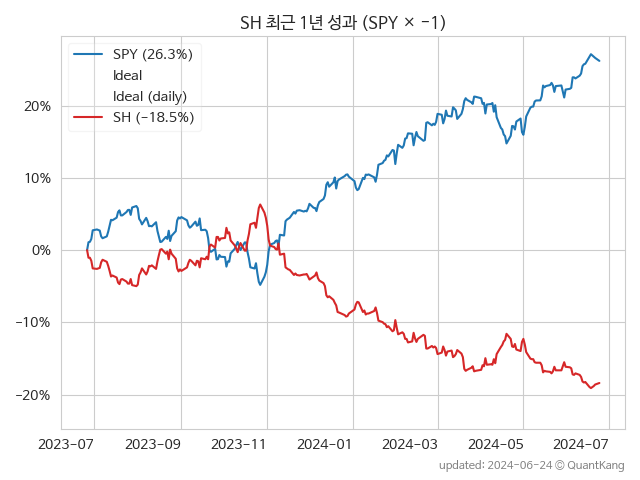 SH 최근 1년 성과 (SPY × −1)
SPY (26.3%)
Ideal
Ideal (daily)
SH (−18.5%)
20%
10%
0%
−10%
−20%
2023-07 2023-09 2023-11 2024-01 2024-03 2024-05 2024-07
updated: 2024-06-24 © QuantKang